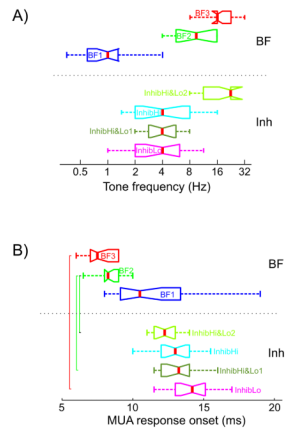 A)
BF3
BF2
BF
BF1
InhibHi&Lo2
InhibHi
Inh
InhibHi&Lo1
InhibLo
0.5 1 2 4 8 16 32
Tone frequency (Hz)
B)
BF3
BF
BF2
BF1
InhibHi&Lo2
InhibHi
Inh
InhibHi&Lo1
InhibLo
5 10 15 20
MUA response onset (ms)